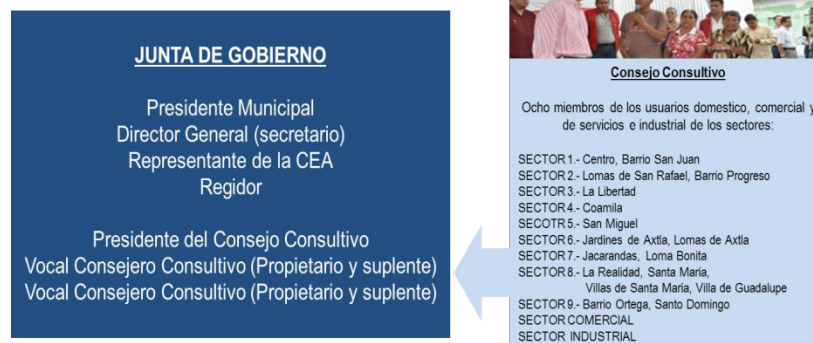 JUNTA DE GOBIERNO
Presidente Municipal
Director General (secretario)
Representante de la CEA
Regidor
Presidente del Consejo Consultivo
Vocal Consejero Consultivo (Propietario y suplente)
Vocal Consejero Consultivo (Propietario y suplente)
Consejo Consultivo
Ocho miembros de los usuarios domestico, comercial y
de servicios e industrial de los sectores:
SECTOR 1.- Centro, Barrio San Juan
SECTOR 2.- Lomas de San Rafael, Barrio Progreso
SECTOR 3.- La Libertad
SECTOR 4.- Coamila
SECOTR 5.- San Miguel
SECTOR 6.- Jardines de Axtla, Lomas de Axtla
SECTOR 7.- Jacarandas, Loma Bonita
SECTOR 8.- La Realidad, Santa Maria,
Villas de Santa Maria, Villa de Guadalupe
SECTOR 9.- Barrio Ortega, Santo Domingo
SECTOR COMERCIAL
SECTOR INDUSTRIAL